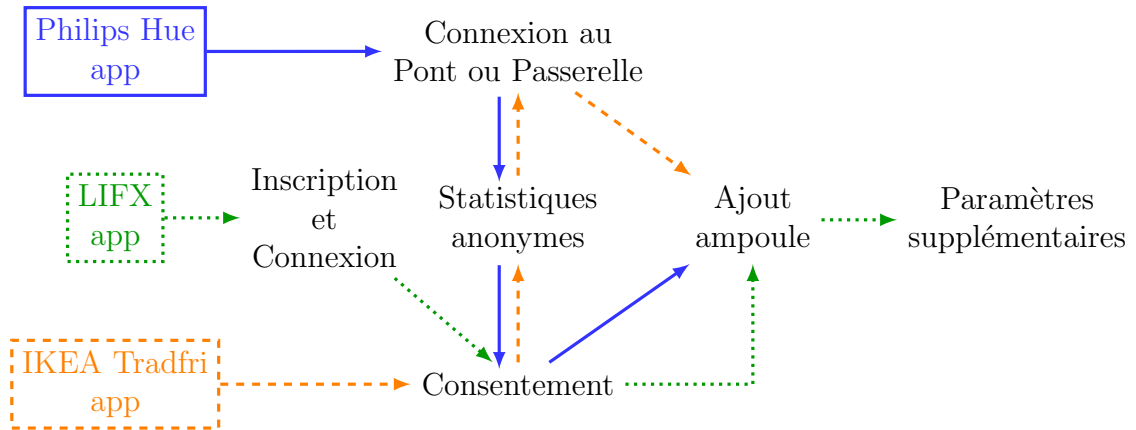 Philips Hue
app
Connexion au
Pont ou Passerelle
LIFX
app
Inscription
et
Connexion
Statistiques
anonymes
Ajout
ampoule
Paramètres
supplémentaires
IKEA Tradfri
app
Consentement